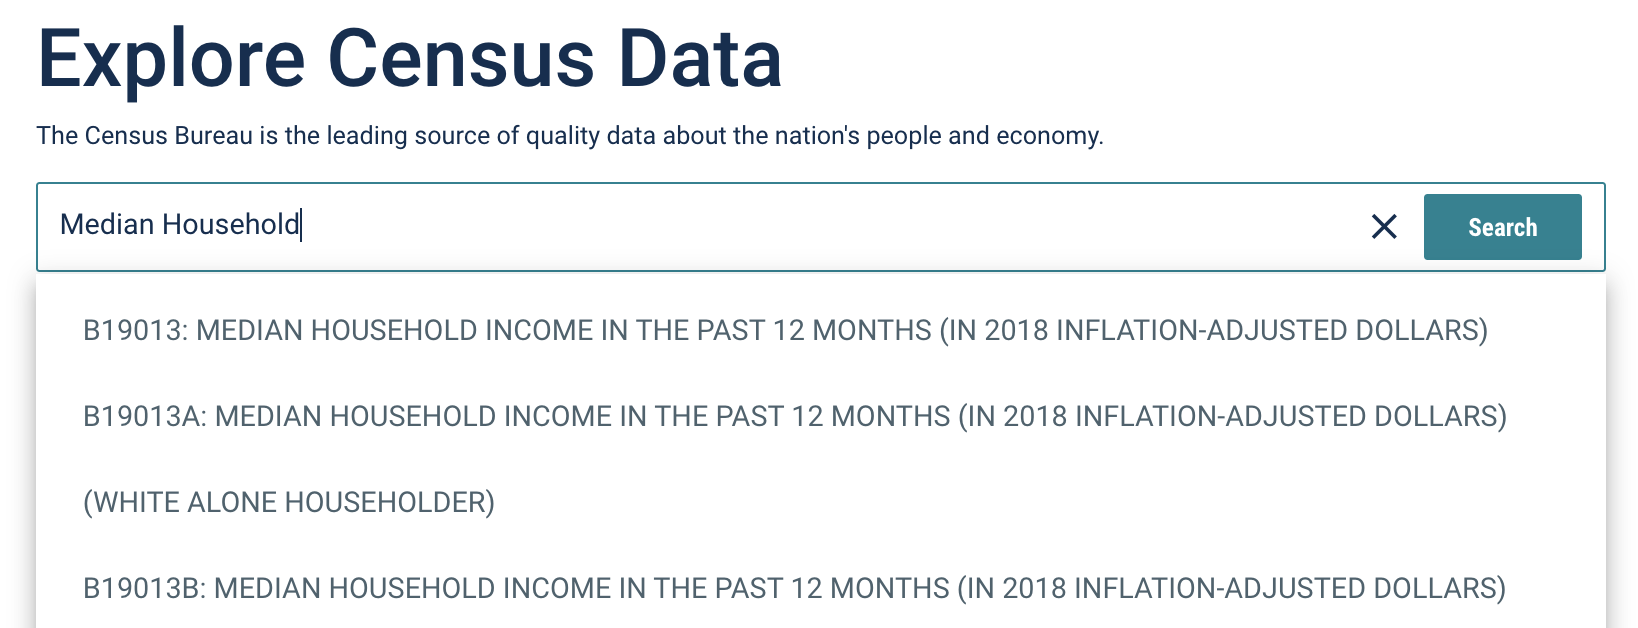 Explore Census Data
The Census Bureau is the leading source of quality data about the nation's people and economy.
Median Household
Search
B19013: MEDIAN HOUSEHOLD INCOME IN THE PAST 12 MONTHS (IN 2018 INFLATION-ADJUSTED DOLLARS)
B19013A: MEDIAN HOUSEHOLD INCOME IN THE PAST 12 MONTHS (IN 2018 INFLATION-ADJUSTED DOLLARS)
(WHITE ALONE HOUSEHOLDER)
B19013B: MEDIAN HOUSEHOLD INCOME IN THE PAST 12 MONTHS (IN 2018 INFLATION-ADJUSTED DOLLARS)